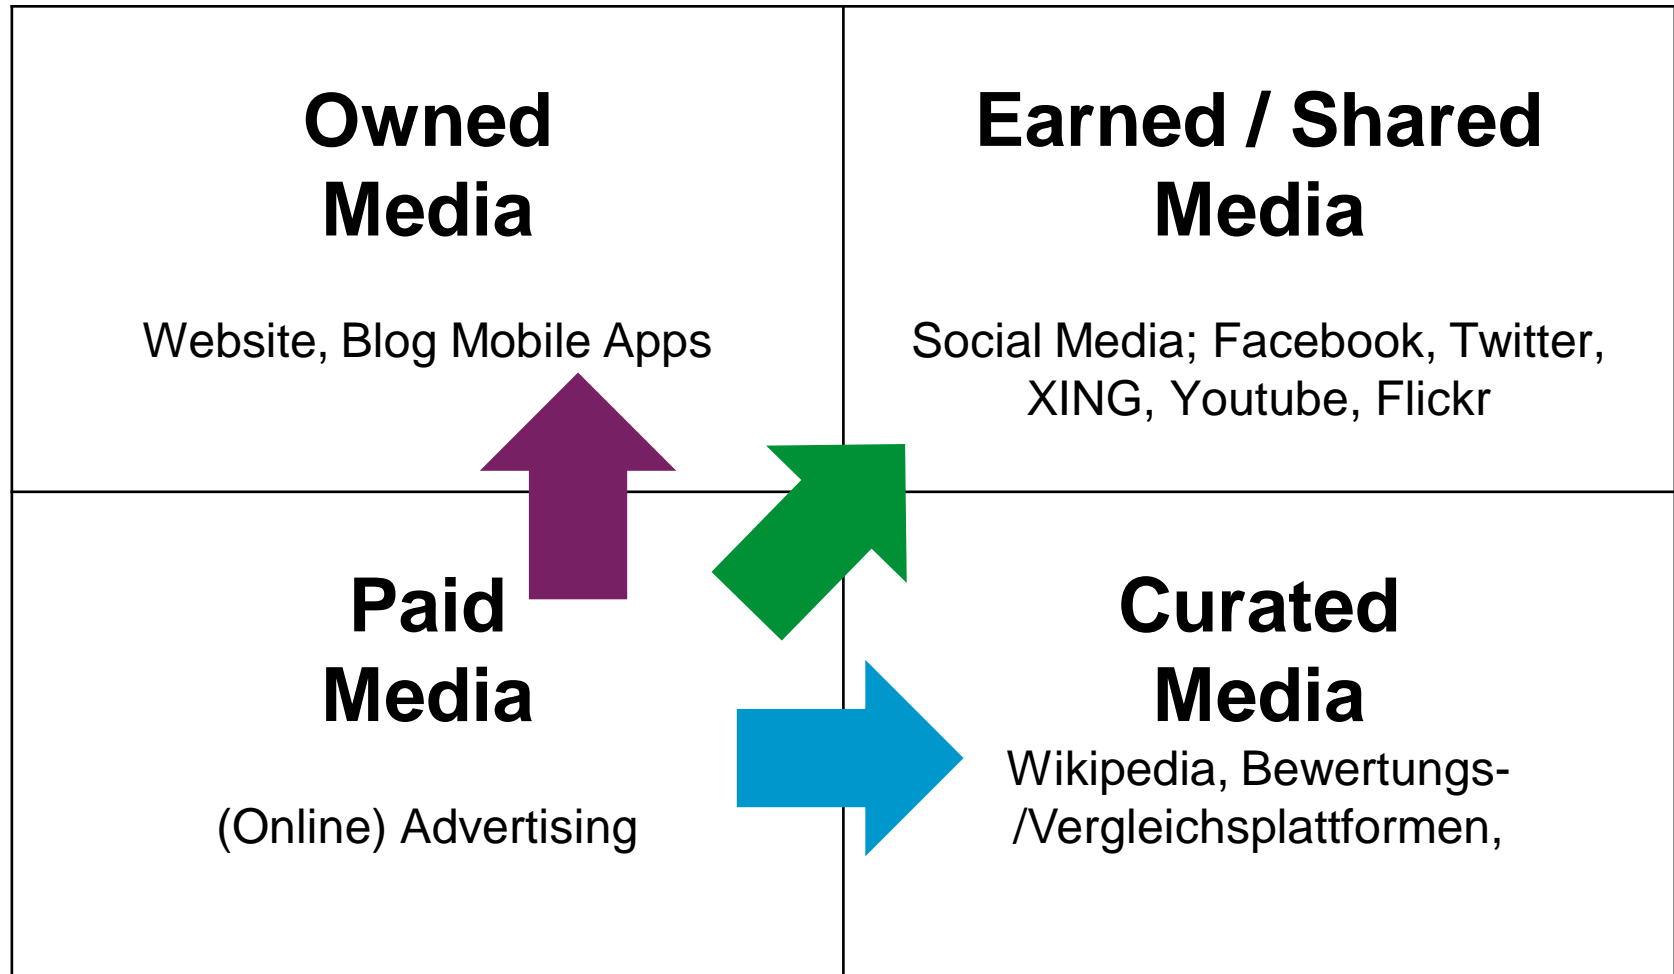 Owned
Media
Website, Blog Mobile Apps
Earned / Shared
Media
Social Media; Facebook, Twitter,
XING, Youtube, Flickr
Paid
Media
(Online) Advertising
Curated
Media
Wikipedia, Bewertungs-
/Vergleichsplattformen,